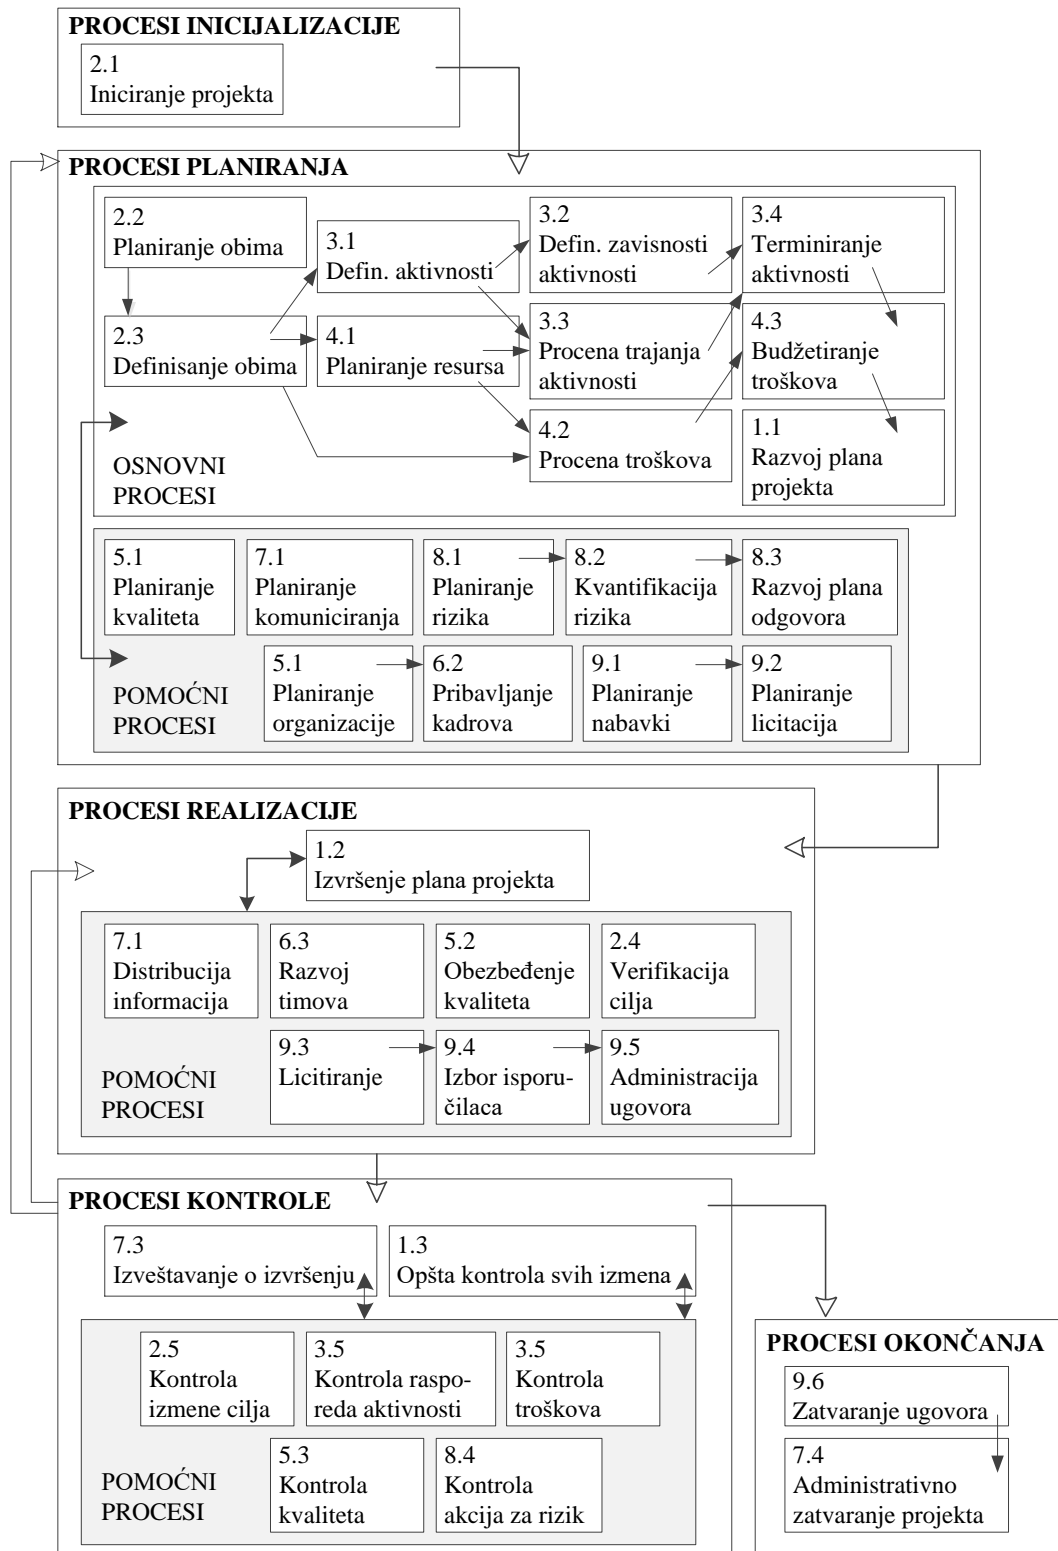 PROCESI INICIJALIZACIJE
2.1
Iniciranje projekta
PROCESI PLANIRANJA
2.2
Planiranje obima
3.1
Defin. aktivnosti
3.2
Defin. zavisnosti
aktivnosti
3.4
Terminiranje
aktivnosti
2.3
Definisanje obima
4.1
Planiranje resursa
3.3
Procena trajanja
aktivnosti
4.3
Budžetiranje
troškova
4.2
Procena troškova
1.1
Razvoj plana
projekta
OSNOVNI
PROCESI
5.1
Planiranje
kvaliteta
7.1
Planiranje
komuniciranja
8.1
Planiranje
rizika
8.2
Kvantifikacija
rizika
8.3
Razvoj plana
odgovora
POMOĆNI
PROCESI
5.1
Planiranje
organizacije
6.2
Pribavljanje
kadrova
9.1
Planiranje
nabavki
9.2
Planiranje
licitacija
PROCESI REALIZACIJE
1.2
Izvršenje plana projekta
7.1
Distribucija
informacija
6.3
Razvoj
timova
5.2
Obezbeđenje
kvaliteta
2.4
Verifikacija
cilja
POMOĆNI
PROCESI
9.3
Licitiranje
9.4
Izbor isporu-
čilaca
9.5
Administracija
ugovora
PROCESI KONTROLE
7.3
Izveštavanje o izvršenju
1.3
Opšta kontrola svih izmena
2.5
Kontrola
izmene cilja
3.5
Kontrola raspo-
reda aktivnosti
3.5
Kontrola
troškova
POMOĆNI
PROCESI
5.3
Kontrola
kvaliteta
8.4
Kontrola
akcija za rizik
PROCESI OKONČANJA
9.6
Zatvaranje ugovora
7.4
Administrativno
zatvaranje projekta